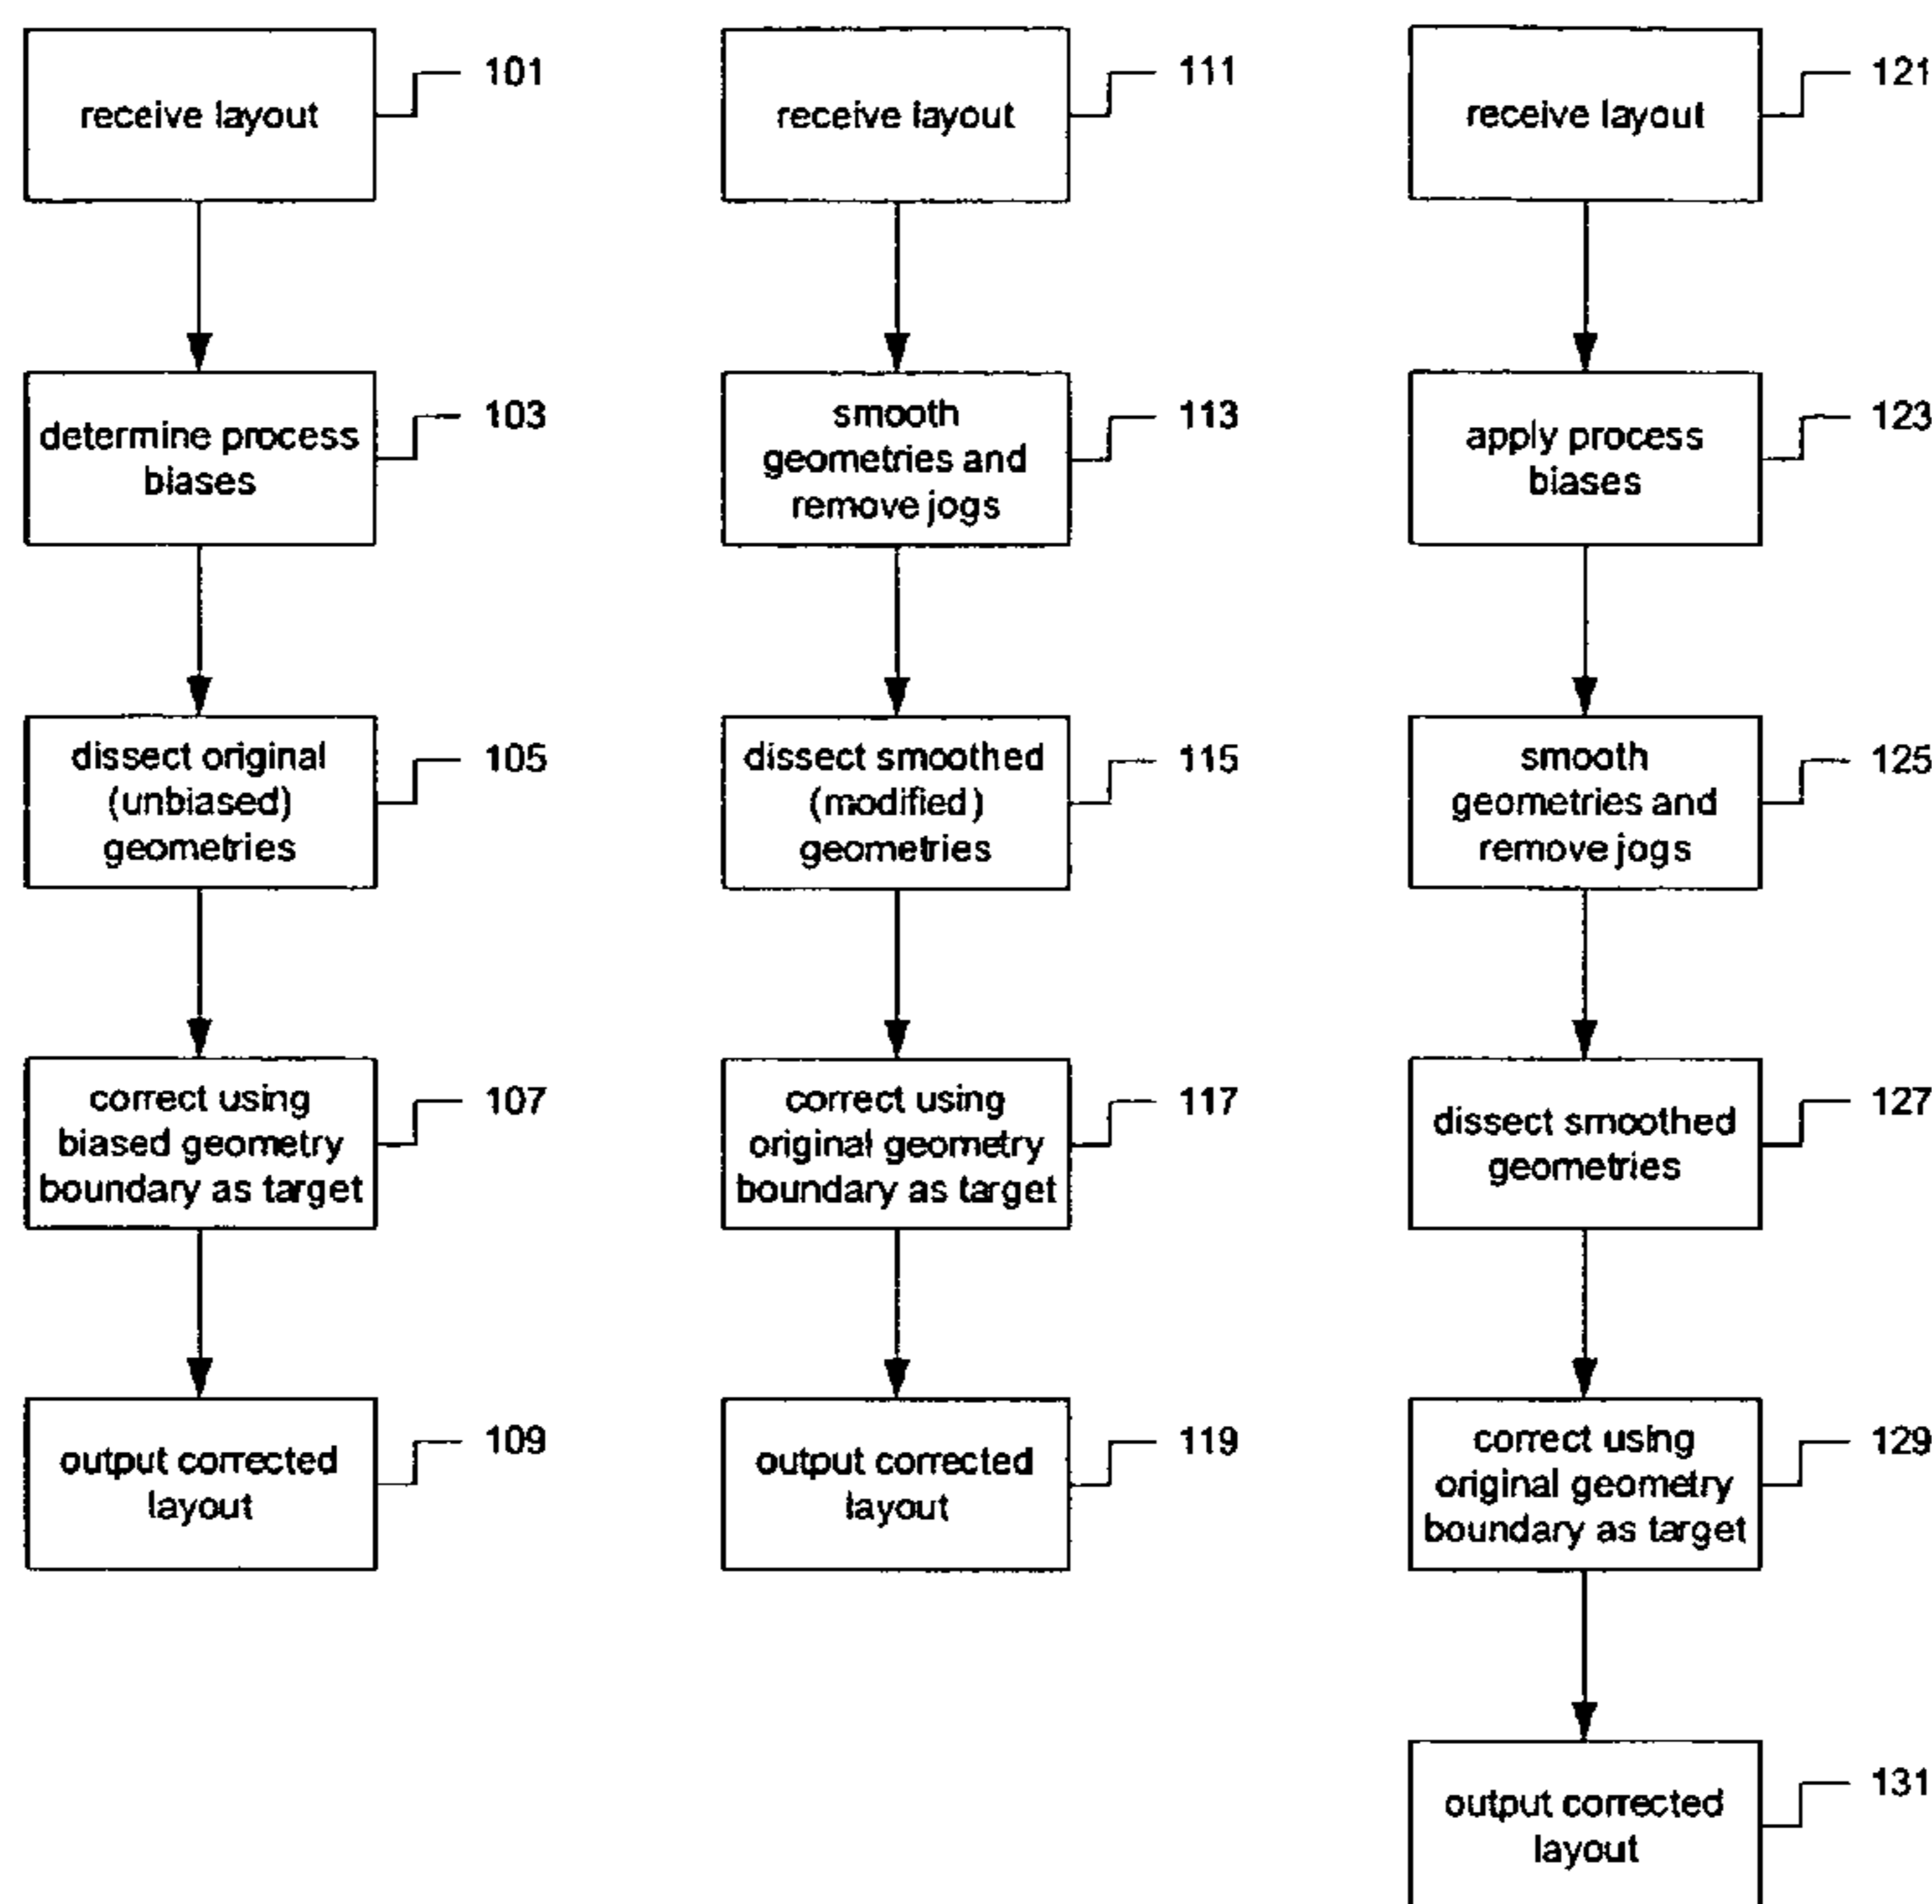 receive layout
101
determine process
biases
103
dissect original
(unbiased)
geometries
105
correct using
biased geometry
boundary as target
107
output corrected
layout
109
receive layout
111
smooth
geometries and
remove jogs
113
dissect smoothed
(modified)
geometries
115
correct using
original geometry
boundary as target
117
output corrected
layout
119
receive layout
121
apply process
biases
123
smooth
geometries and
remove jogs
125
dissect smoothed
geometries
127
correct using
original geometry
boundary as target
129
output corrected
layout
131